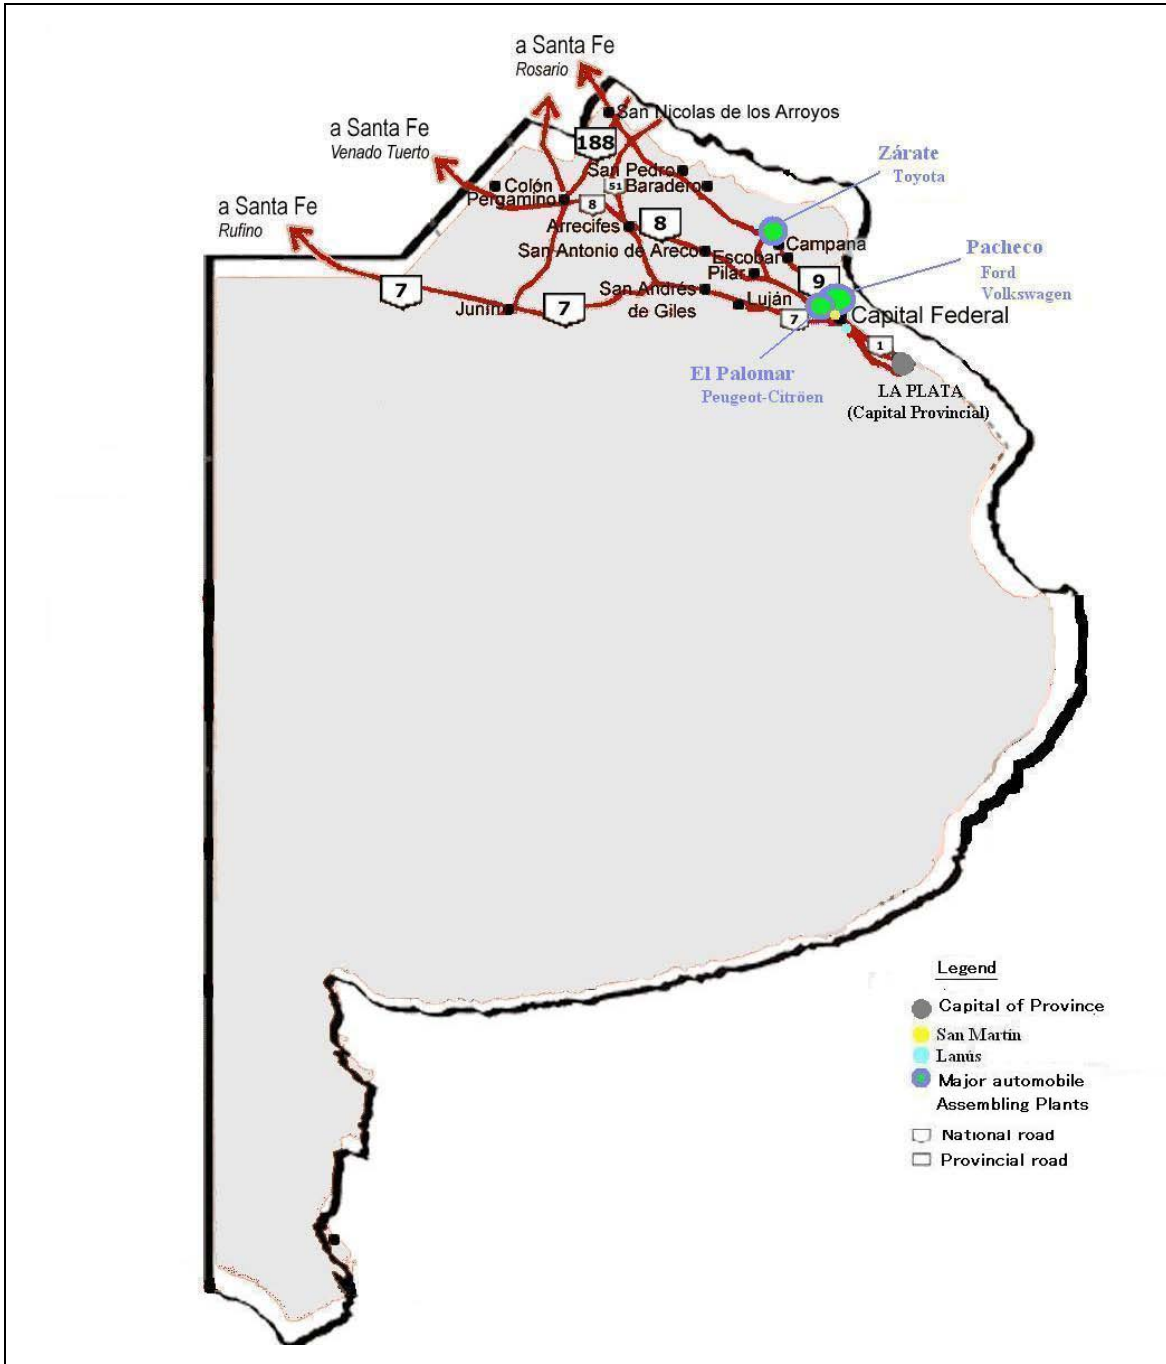 a Santa Fe
Rosario
San Nicolas de los Arroyos
a Santa Fe
Venado Tuerto
188
Zárate
Toyota
San Pedro
Colón
51
Baradero
Pergamino
8
a Santa Fe
Rufino
Arrecifes
8
San Antonio de Areco
Campana
Escobar
Pacheco
Pilar
9
Ford
Volkswagen
7
San Andrés
de Giles
Luján
Junín
7
7
Capital Federal
1
El Palomar
Peugeot-Citröen
LA PLATA
(Capital Provincial)
Legend
Capital of Province
San Martín
Lanús
Major automobile
Assembling Plants
National road
Provincial road